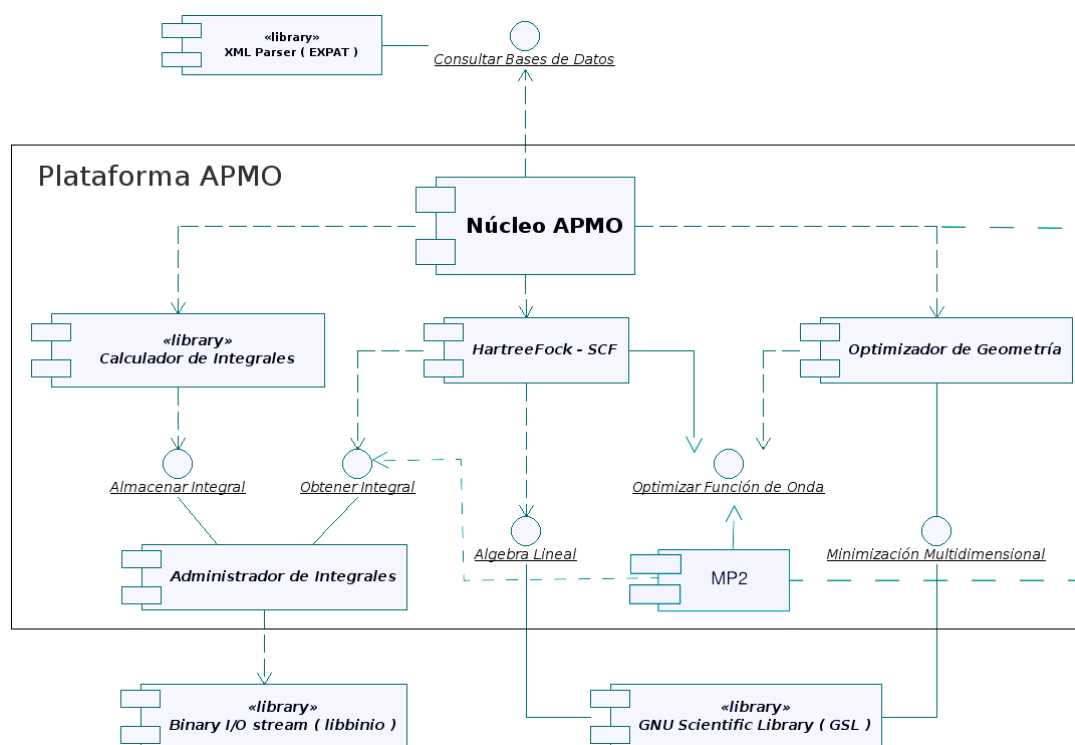 «library»
XML Parser ( EXPAT )
Consultar Bases de Datos
Plataforma APMO
Núcleo APMO
«library»
Calculador de Integrales
HartreeFock - SCF
Optimizador de Geometría
Almacenar Integral
Obtener Integral
Optimizar Función de Onda
Algebra Lineal
Minimización Multidimensional
Administrador de Integrales
MP2
«library»
Binary I/O stream ( libbinio )
«library»
GNU Scientific Library ( GSL )